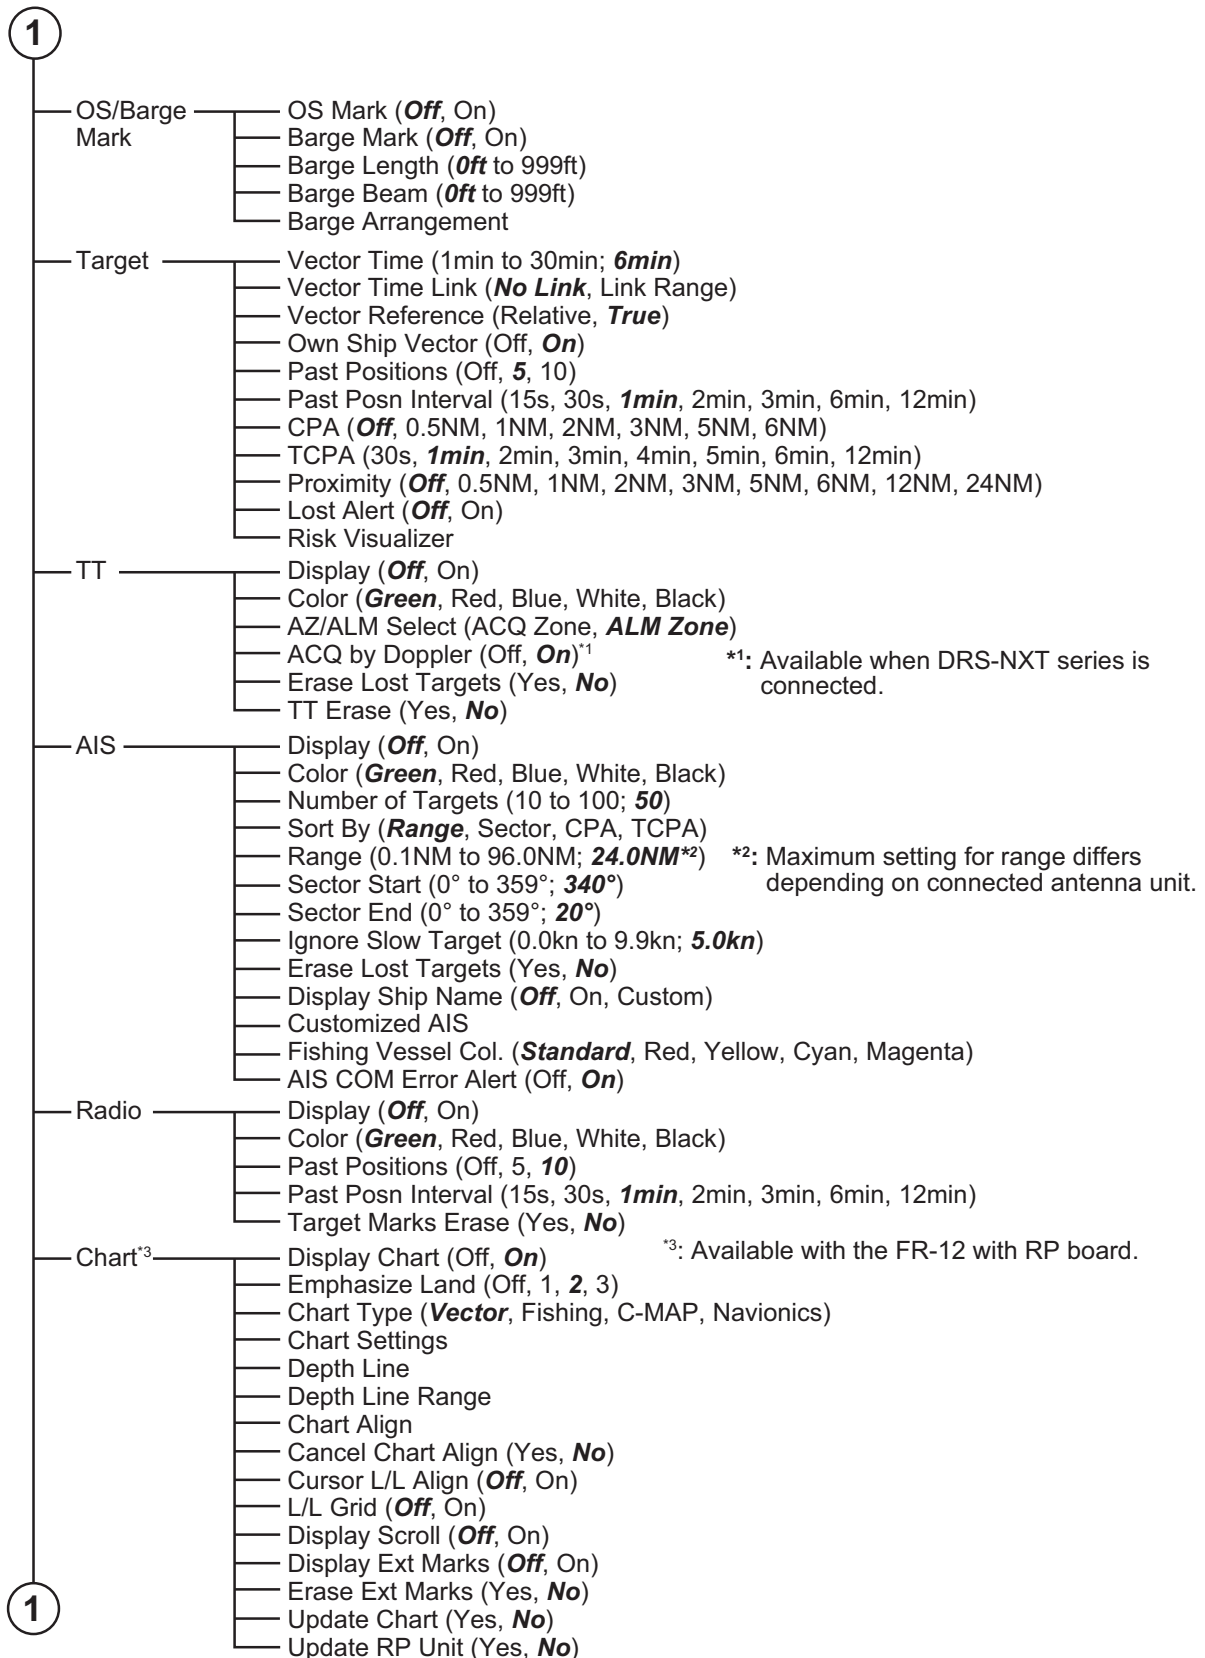 1
OS/Barge
Mark
OS Mark (Off, On)
Barge Mark (Off, On)
Barge Length (0ft to 999ft)
Barge Beam (0ft to 999ft)
Barge Arrangement
Target
Vector Time (1min to 30min; 6min)
Vector Time Link (No Link, Link Range)
Vector Reference (Relative, True)
Own Ship Vector (Off, On)
Past Positions (Off, 5, 10)
Past Posn Interval (15s, 30s, 1min, 2min, 3min, 6min, 12min)
CPA (Off, 0.5NM, 1NM, 2NM, 3NM, 5NM, 6NM)
TCPA (30s, 1min, 2min, 3min, 4min, 5min, 6min, 12min)
Proximity (Off, 0.5NM, 1NM, 2NM, 3NM, 5NM, 6NM, 12NM, 24NM)
Lost Alert (Off, On)
Risk Visualizer
TT
Display (Off, On)
Color (Green, Red, Blue, White, Black)
AZ/ALM Select (ACQ Zone, ALM Zone)
ACQ by Doppler (Off, On)*1
*1: Available when DRS-NXT series is
connected.
Erase Lost Targets (Yes, No)
TT Erase (Yes, No)
AIS
Display (Off, On)
Color (Green, Red, Blue, White, Black)
Number of Targets (10 to 100; 50)
Sort By (Range, Sector, CPA, TCPA)
Range (0.1NM to 96.0NM; 24.0NM*2)
*2: Maximum setting for range differs
depending on connected antenna unit.
Sector Start (0° to 359°; 340°)
Sector End (0° to 359°; 20°)
Ignore Slow Target (0.0kn to 9.9kn; 5.0kn)
Erase Lost Targets (Yes, No)
Display Ship Name (Off, On, Custom)
Customized AIS
Fishing Vessel Col. (Standard, Red, Yellow, Cyan, Magenta)
AIS COM Error Alert (Off, On)
Radio
Display (Off, On)
Color (Green, Red, Blue, White, Black)
Past Positions (Off, 5, 10)
Past Posn Interval (15s, 30s, 1min, 2min, 3min, 6min, 12min)
Target Marks Erase (Yes, No)
Chart*3
*3: Available with the FR-12 with RP board.
Display Chart (Off, On)
Emphasize Land (Off, 1, 2, 3)
Chart Type (Vector, Fishing, C-MAP, Navionics)
Chart Settings
Depth Line
Depth Line Range
Chart Align
Cancel Chart Align (Yes, No)
Cursor L/L Align (Off, On)
L/L Grid (Off, On)
Display Scroll (Off, On)
Display Ext Marks (Off, On)
Erase Ext Marks (Yes, No)
Update Chart (Yes, No)
Update RP Unit (Yes, No)
1